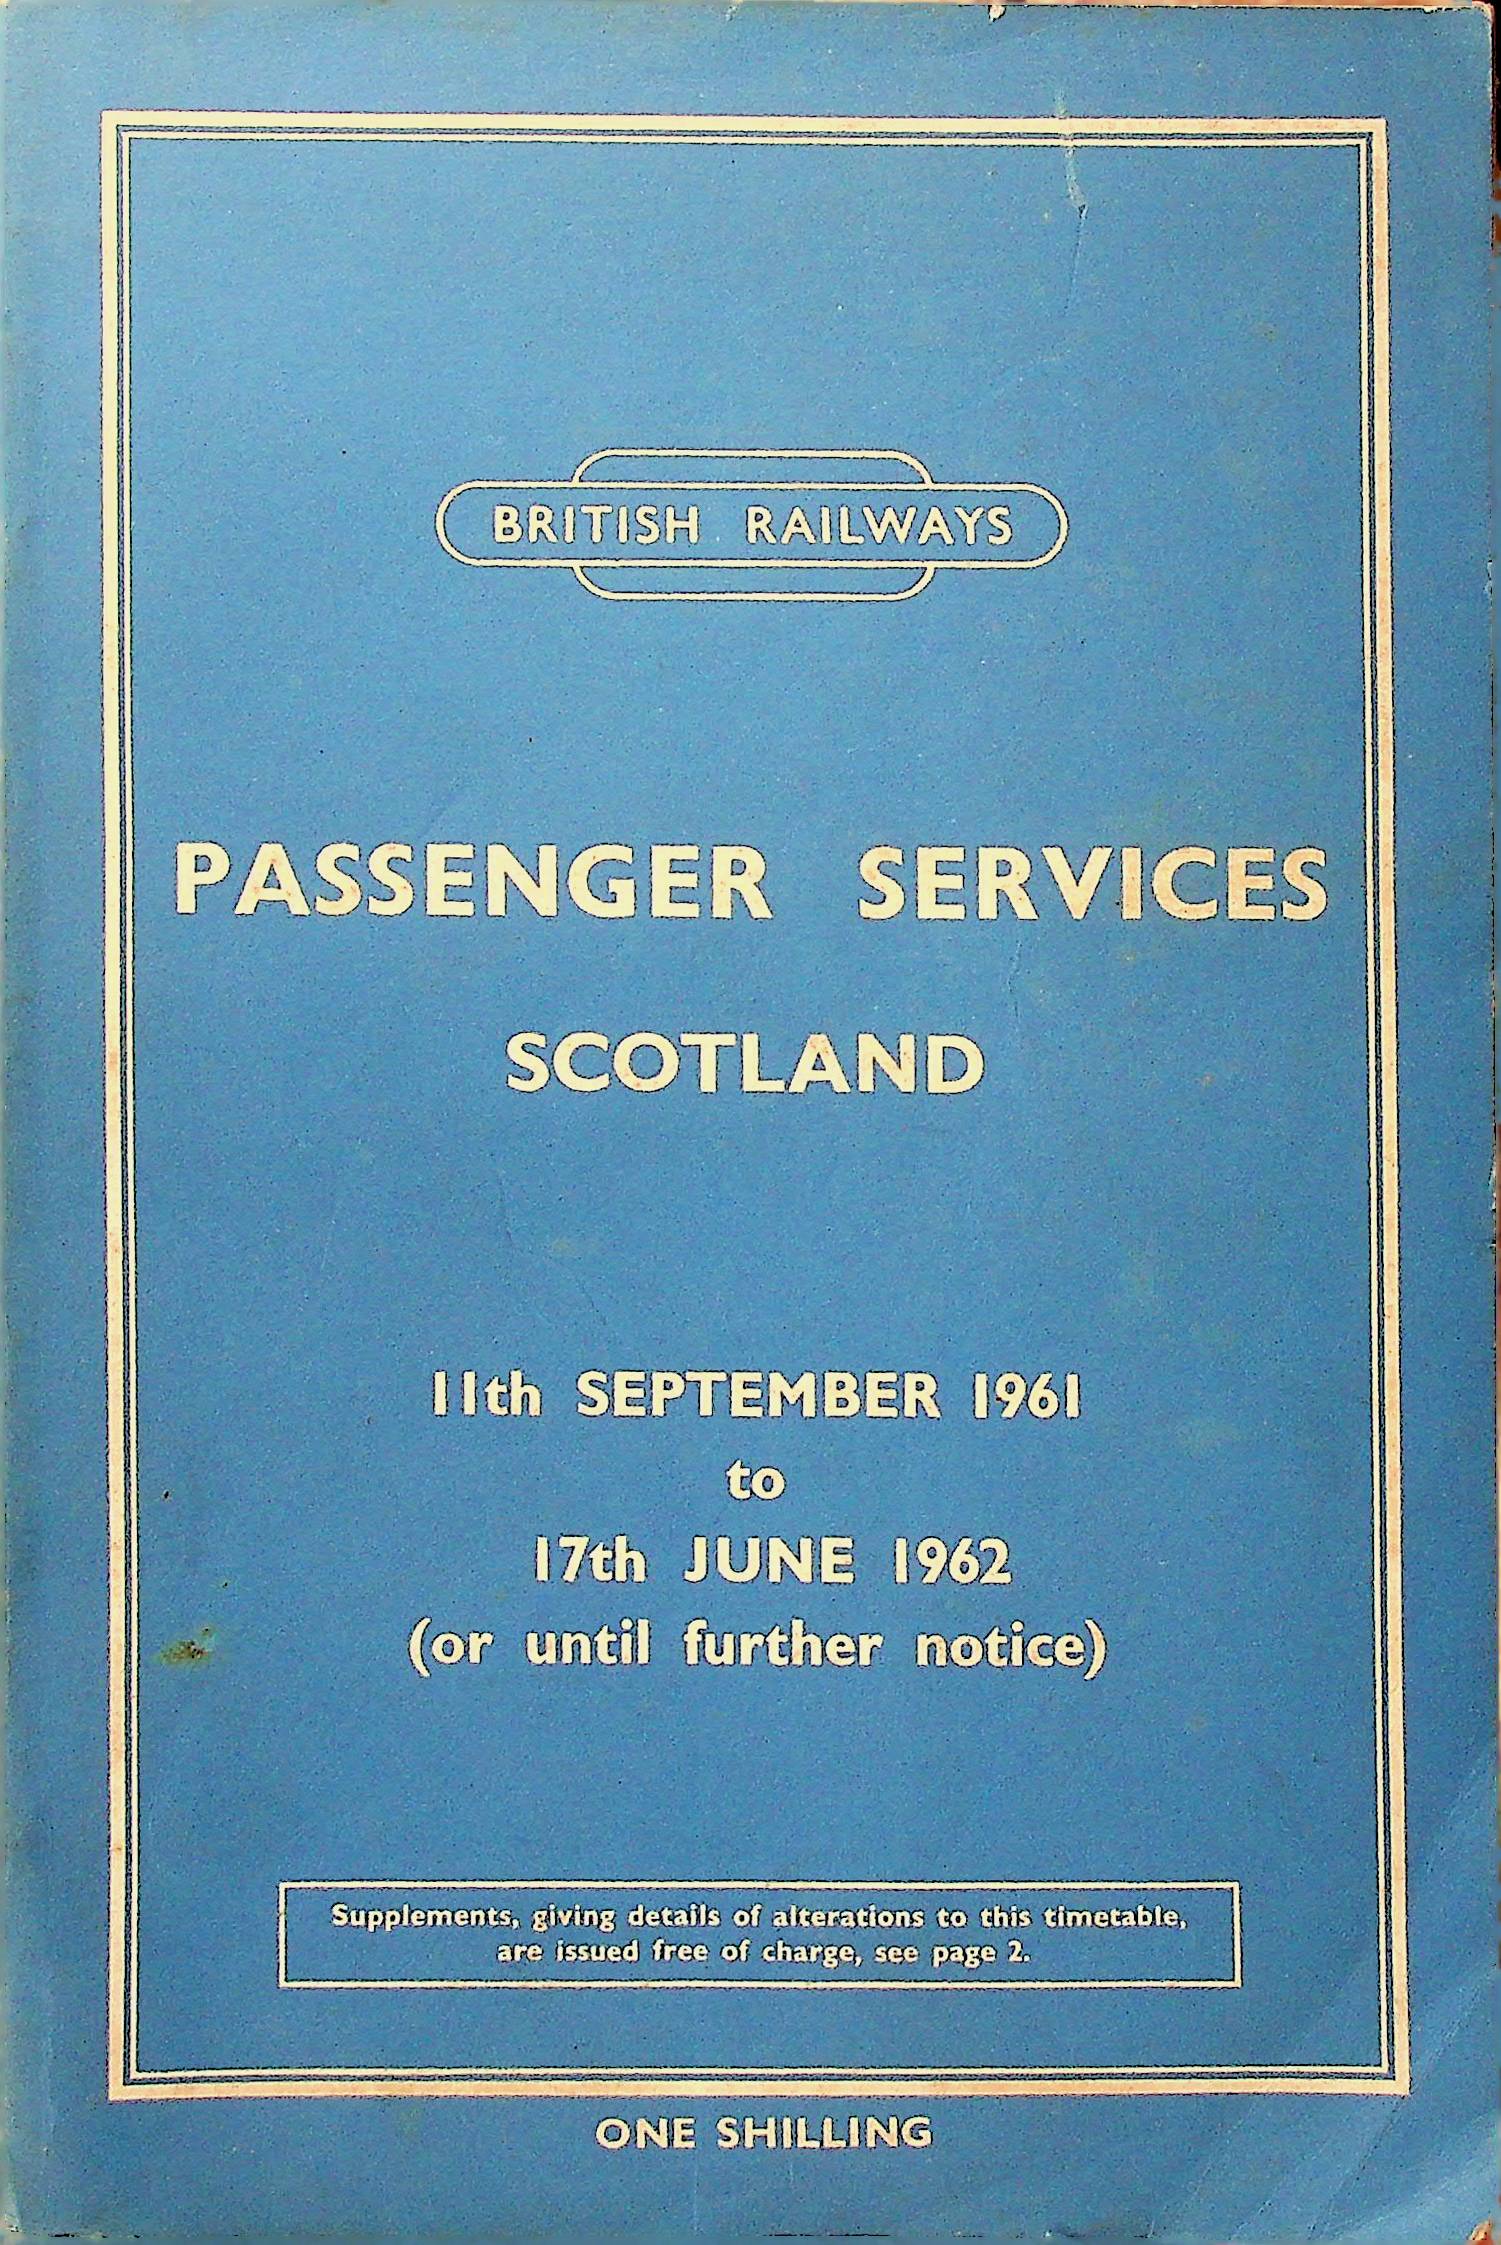 BRITISH RAILWAYS
PASSENGER SERVICES
SCOTLAND
11th SEPTEMBER 1961
to
17th JUNE 1962
(or until further notice)
Supplements, giving details of alterations to this timetable,
are issued free of charge, see page 2.
ONE SHILLING